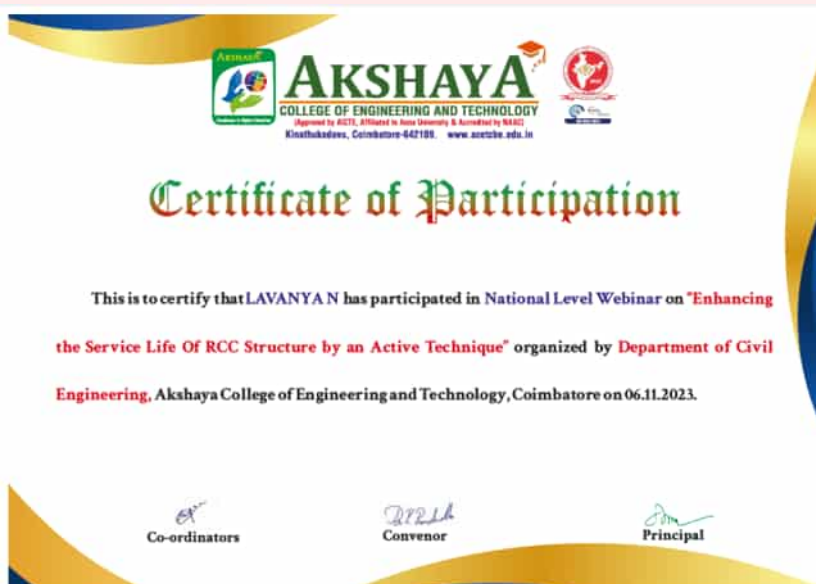 AKSHAYA
AKSHAYA
COLLEGE OF ENGINEERING AND TECHNOLOGY
(Approved by AICTE, Affiliated to Anna University & Accredited by NAAC)
Kinathukadavu, Coimbatore-642109. www.acetcbe.edu.in
Certificate of Participation
This is to certify that LAVANYA N has participated in National Level Webinar on "Enhancing
the Service Life Of RCC Structure by an Active Technique" organized by Department of Civil
Engineering, Akshaya College of Engineering and Technology, Coimbatore on 06.11.2023.
Co-ordinators
Convenor
Principal